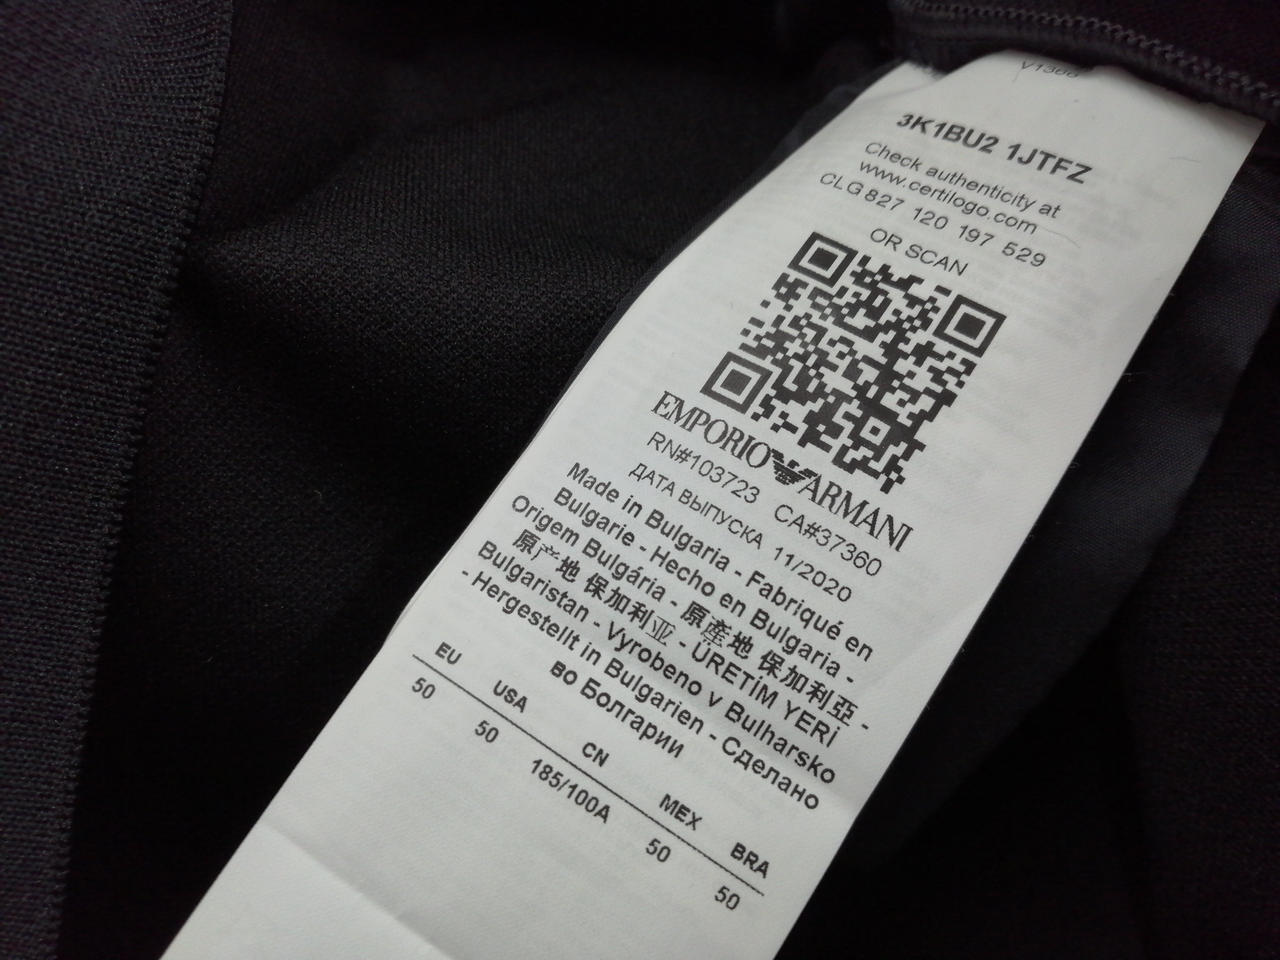 V1388
3K1BU2 1JTFZ
Check authenticity at
www.certilogo.com
CLG 827 120 197 529
OR SCAN
EMPORIO ARMANI
RN#103723 CA#37360
ДАТА ВЫПУСКА 11/2020
Made in Bulgaria - Fabriqué en
Bulgarie - Hecho en Bulgaria -
Origem Bulgária - 原產地 保加利亞 -
原产地 保加利亚 - ÜRETİM YERİ
Bulgaristan - Vyrobeno v Bulharsko
- Hergestellt in Bulgarien - Сделано
во Болгарии
EU USA CN MEX BRA
50 50 185/100A 50 50